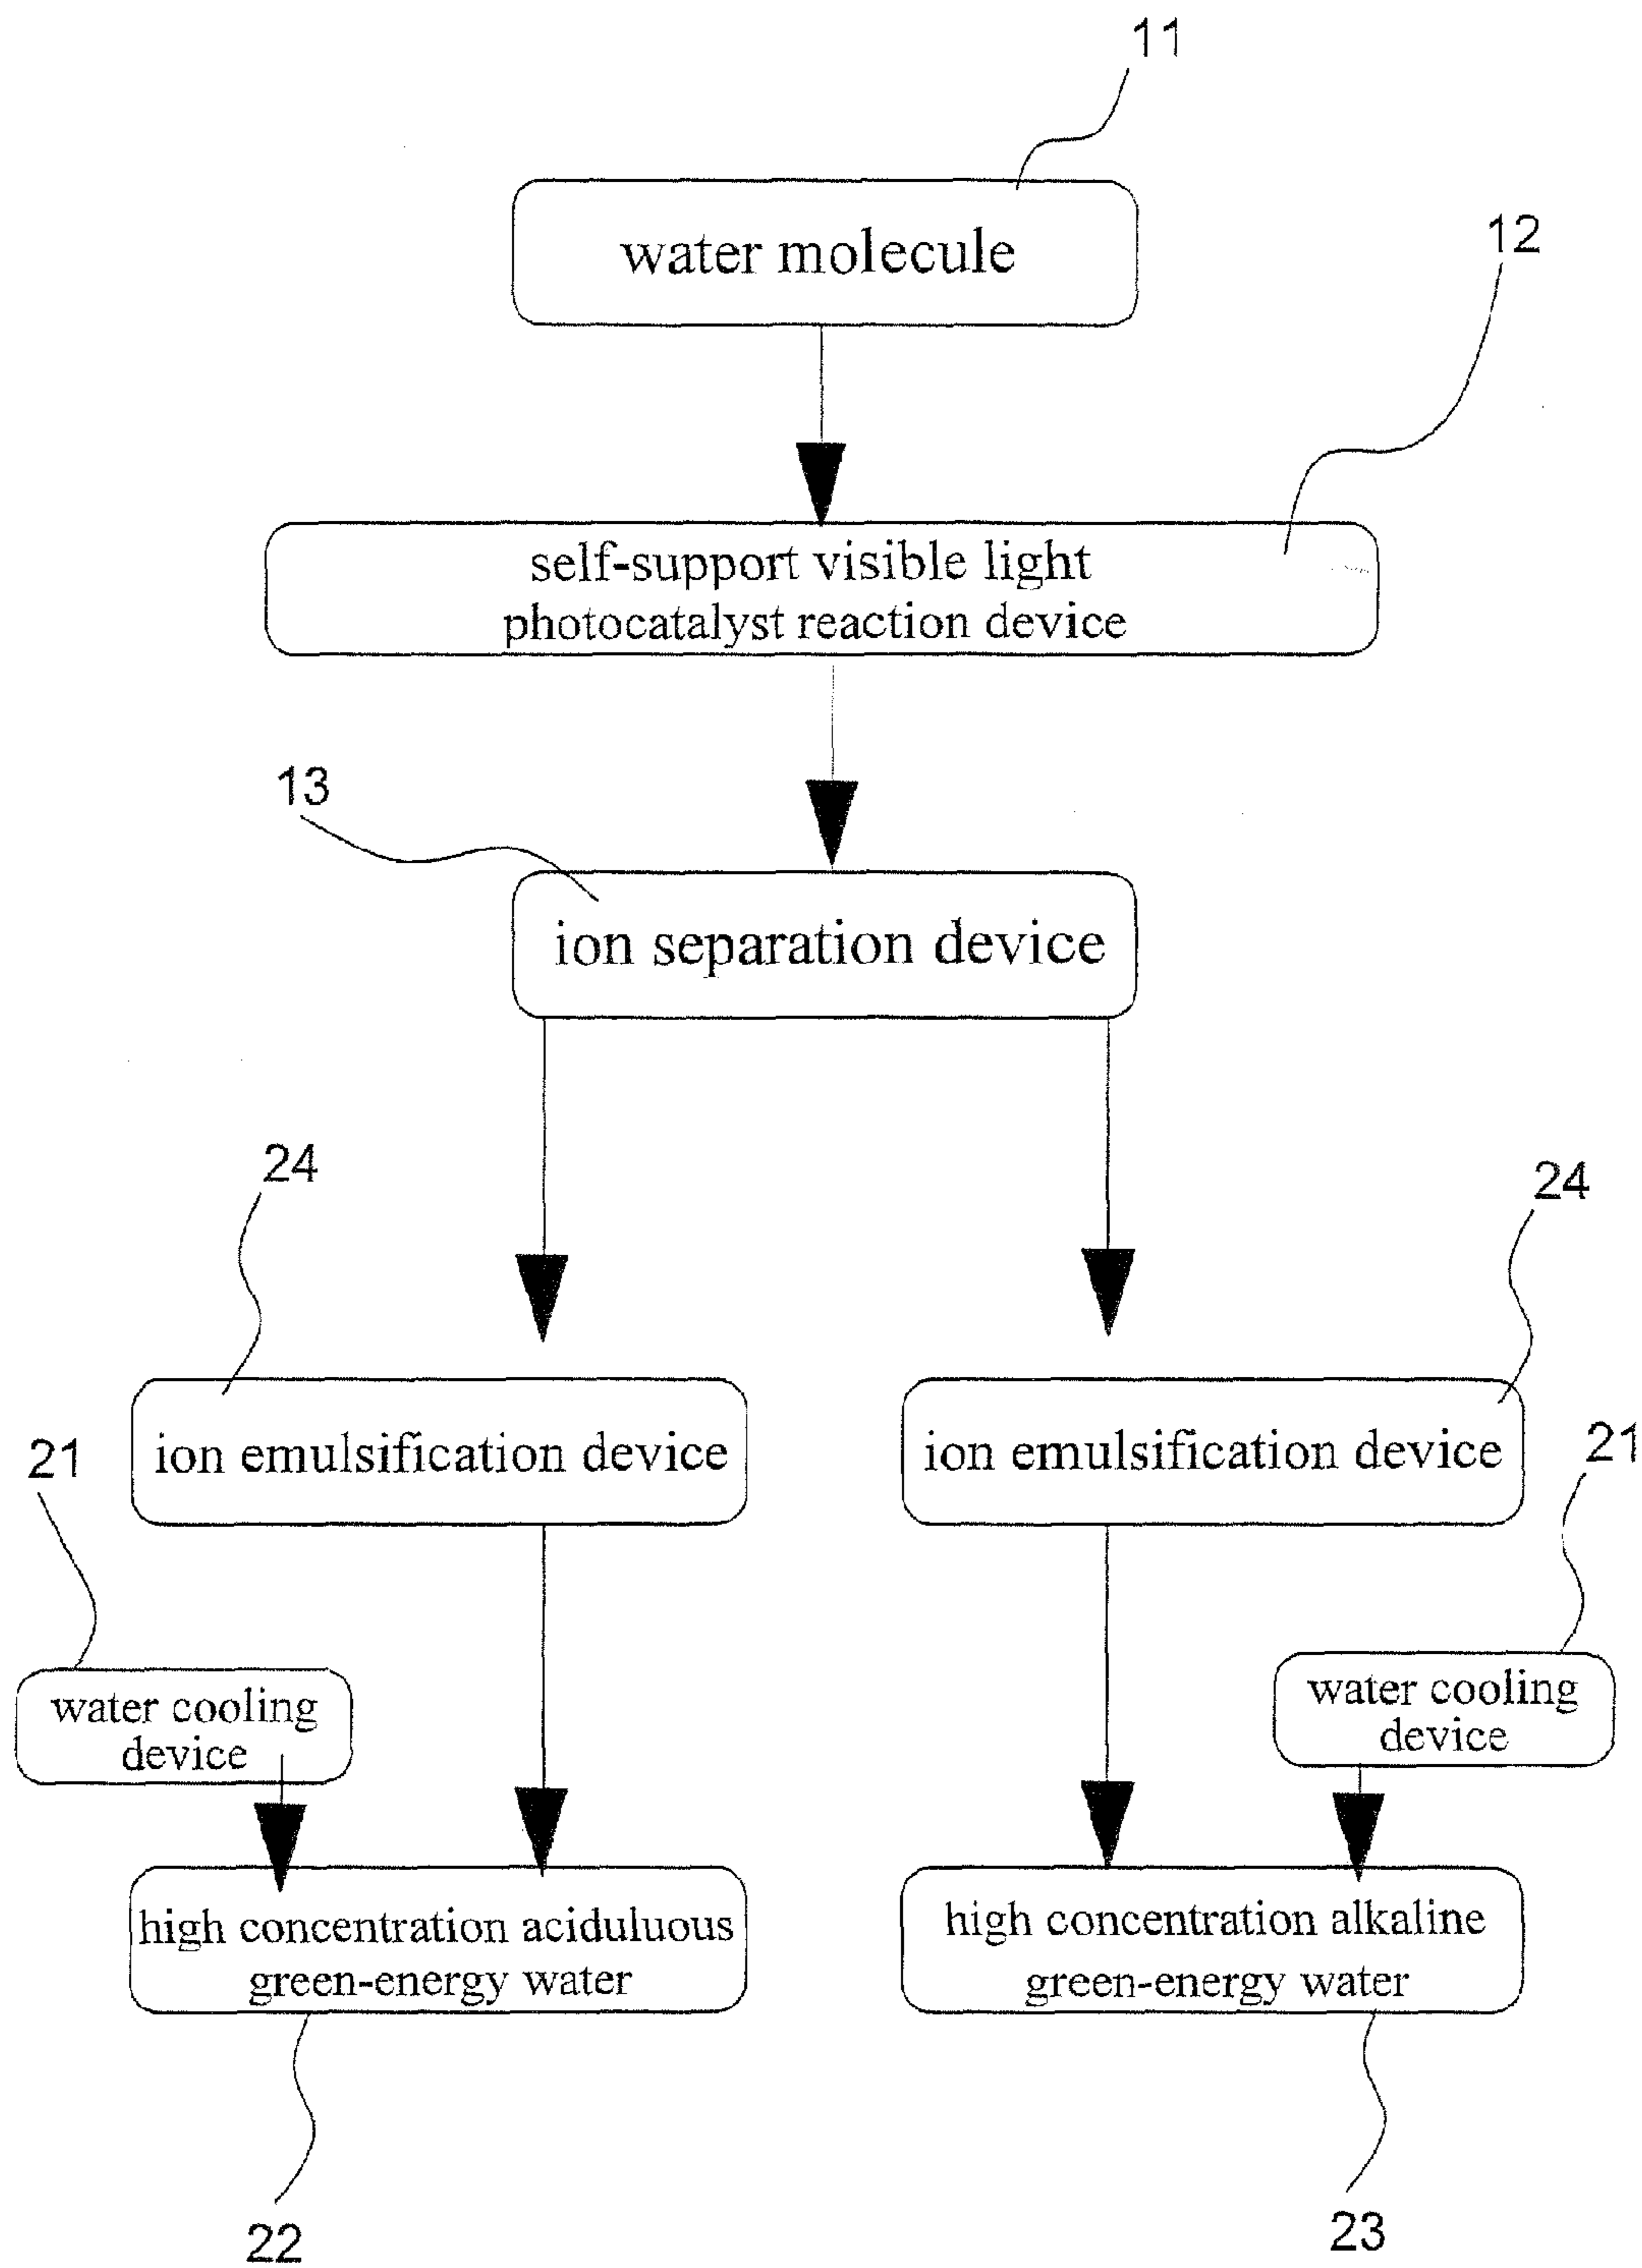 11
water molecule
12
self-support visible light
photocatalyst reaction device
13
ion separation device
24
24
ion emulsification device
ion emulsification device
21
21
water cooling
device
water cooling
device
high concentration aciduluous
green-energy water
high concentration alkaline
green-energy water
22
23